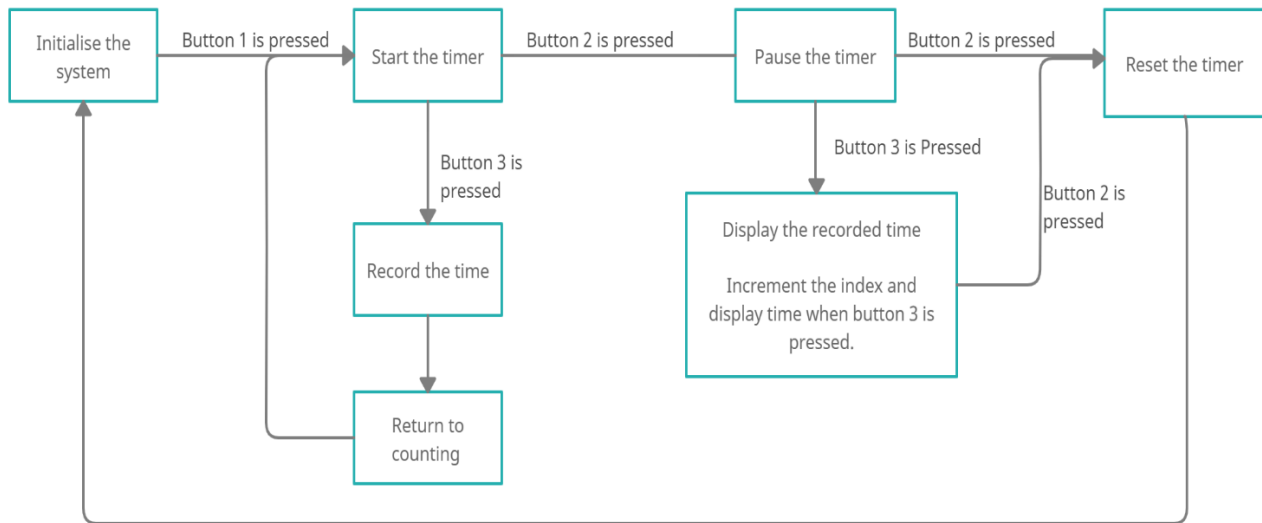 Initialise the
system
Button 1 is pressed
Start the timer
Button 2 is pressed
Pause the timer
Button 2 is pressed
Reset the timer
Button 3 is
pressed
Button 3 is Pressed
Button 2 is
pressed
Record the time
Display the recorded time
Increment the index and
display time when button 3 is
pressed.
Return to
counting